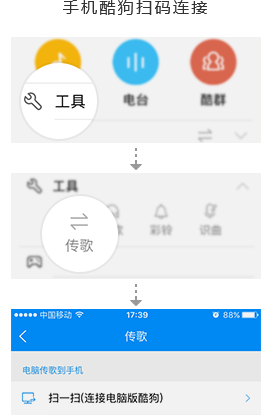 手机酷狗扫码连接
工具
电台
酷群
工具
传歌
彩铃
识曲
中国移动
17:39
88%
传歌
电脑传歌到手机
扫一扫(连接电脑版酷狗)